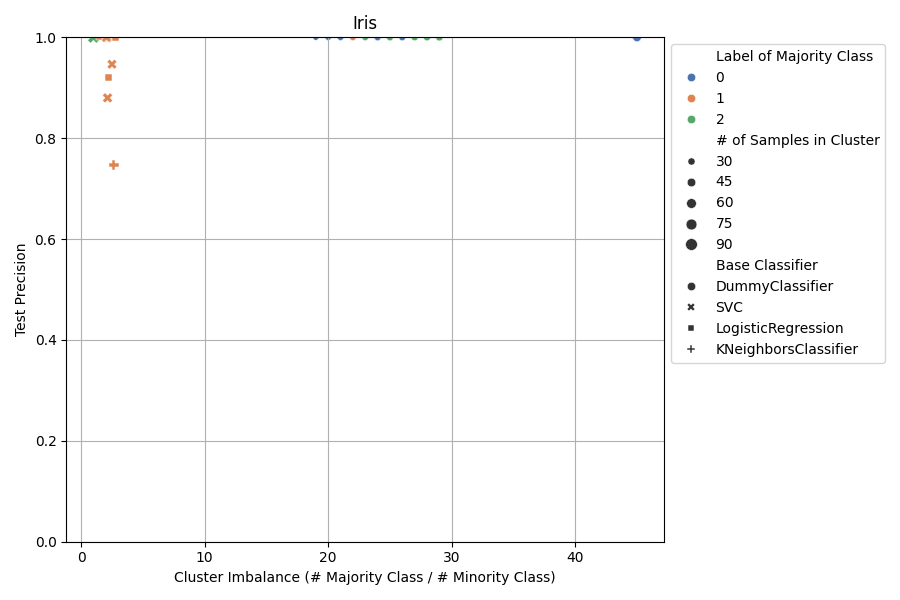 Iris
1.0
0.8
0.6
0.4
0.2
0.0
Test Precision
0
10
20
30
40
Cluster Imbalance (# Majority Class / # Minority Class)
Label of Majority Class
0
1
2
# of Samples in Cluster
30
45
60
75
90
Base Classifier
DummyClassifier
SVC
LogisticRegression
KNeighborsClassifier